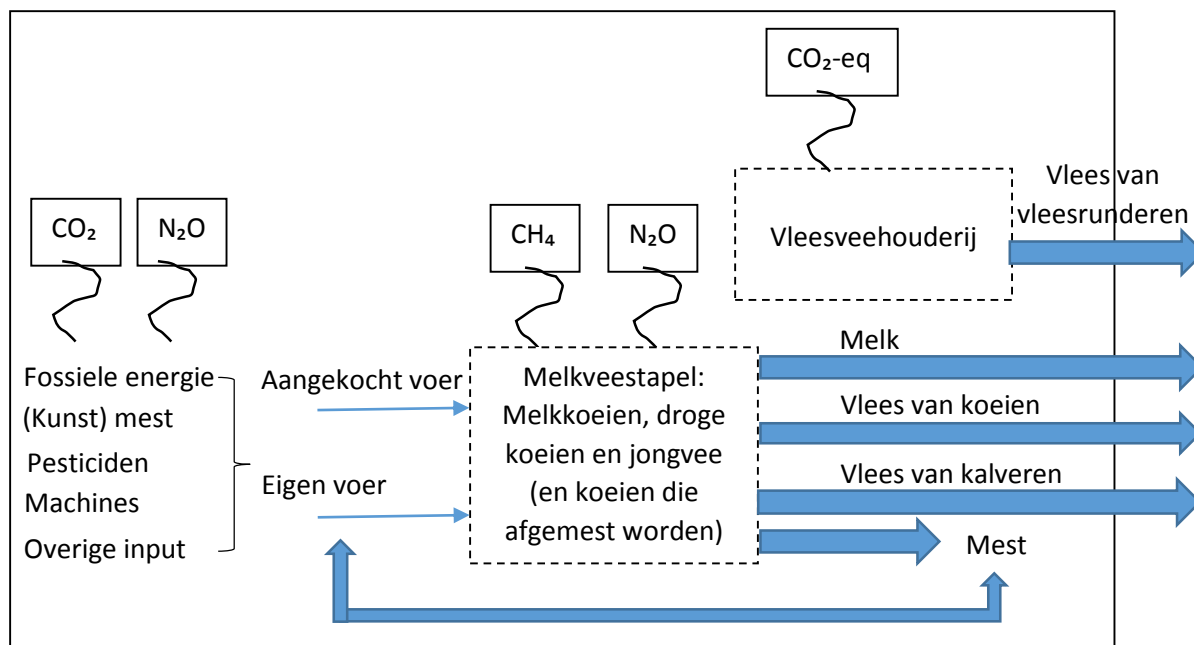 CO₂-eq
Vlees van
vleesrunderen
CO₂
N₂O
CH₄
N₂O
Vleesveehouderij
Fossiele energie
(Kunst) mest
Pesticiden
Machines
Overige input
Aangekocht voer
Eigen voer
Melkveestapel:
Melkkoeien, droge
koeien en jongvee
(en koeien die
afgemest worden)
Melk
Vlees van koeien
Vlees van kalveren
Mest